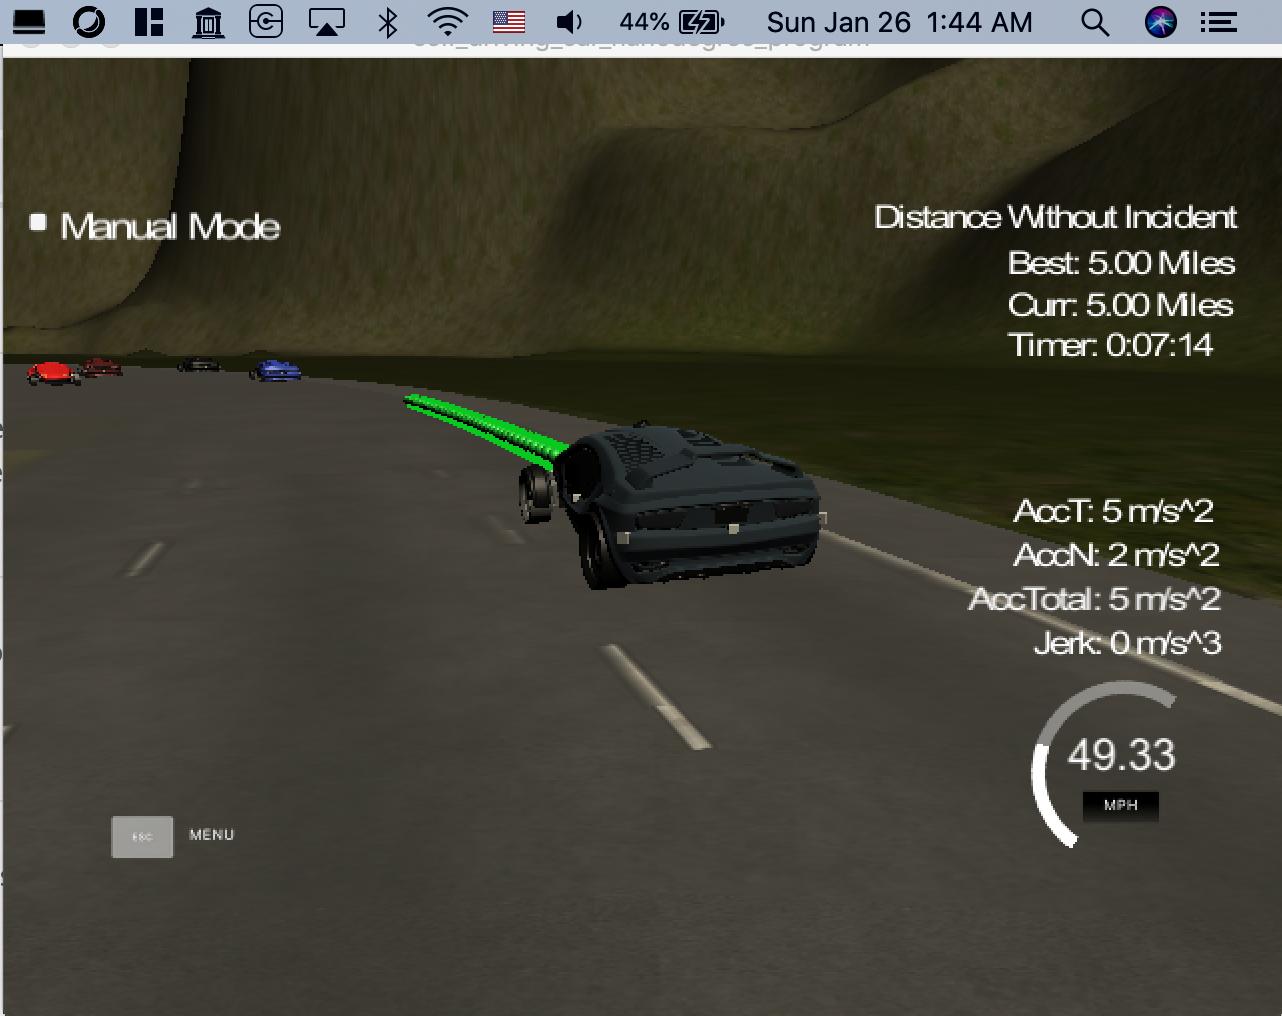 44%
Sun Jan 26 1:44 AM
self_driving_car_nanodegree_program
Manual Mode
Distance Without Incident
Best: 5.00 Miles
Curr: 5.00 Miles
Timer: 0:07:14
AccT: 5 m/s^2
AccN: 2 m/s^2
AccTotal: 5 m/s^2
Jerk: 0 m/s^3
49.33
MPH
ESC
MENU